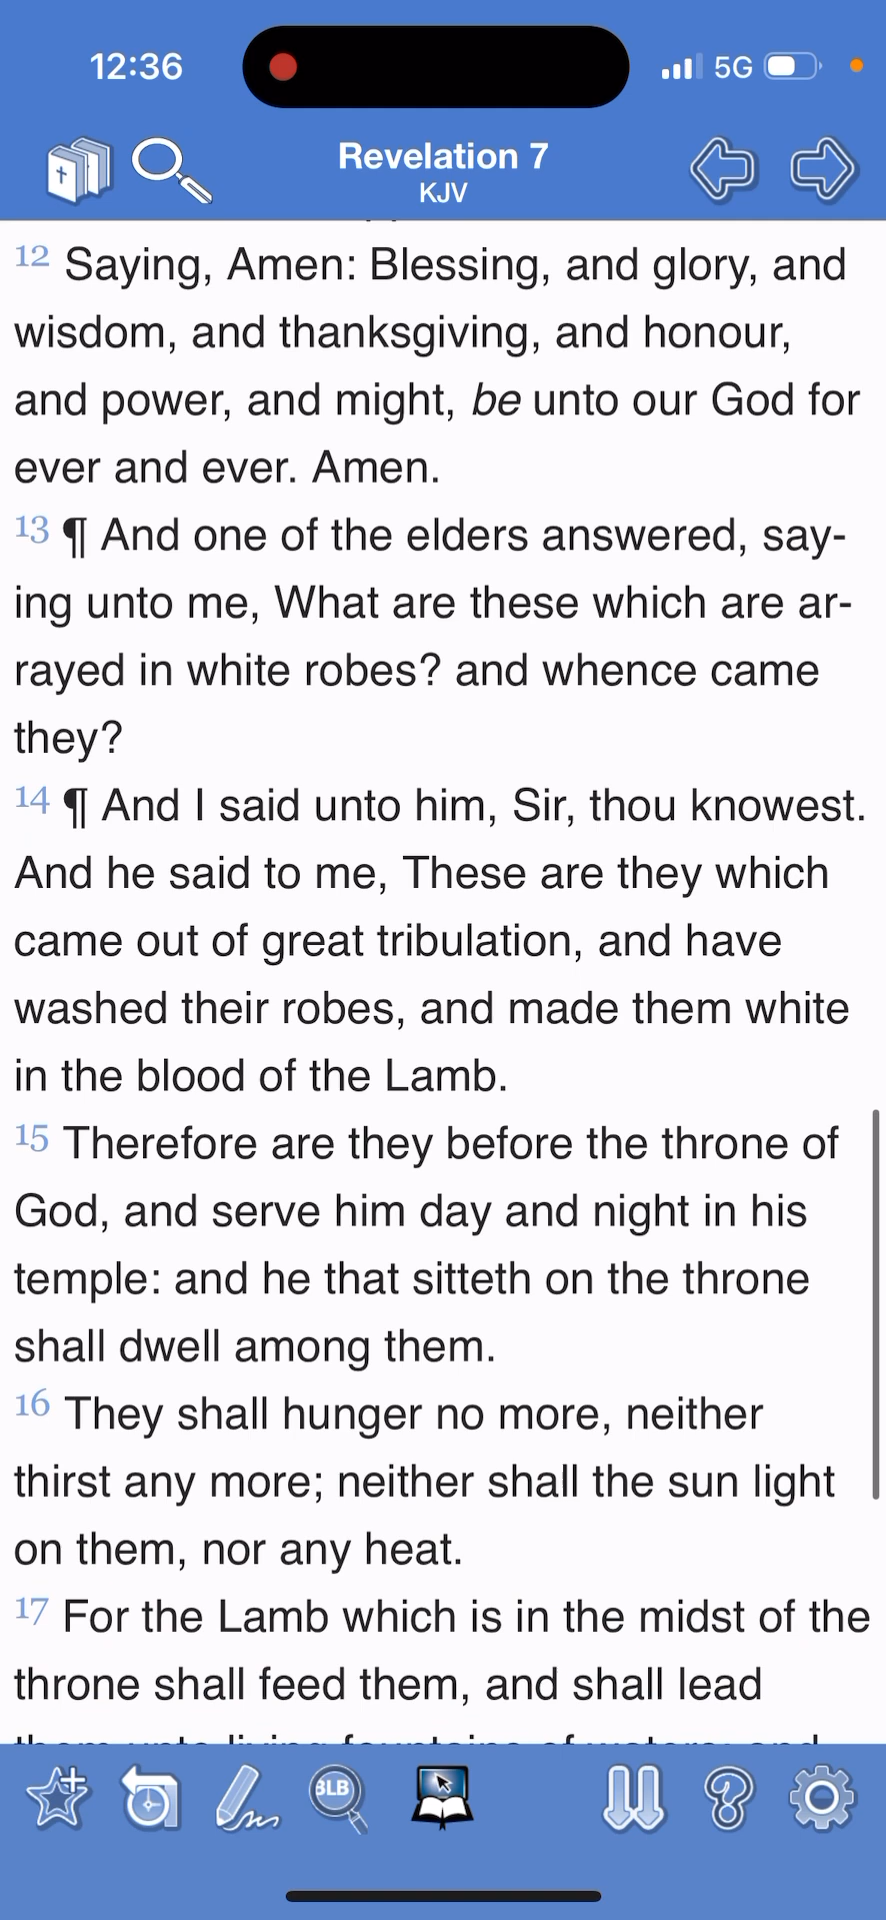 12:36
5G
Revelation 7
KJV
12 Saying, Amen: Blessing, and glory, and
wisdom, and thanksgiving, and honour,
and power, and might, be unto our God for
ever and ever. Amen.
13 ¶ And one of the elders answered, say-
ing unto me, What are these which are ar-
rayed in white robes? and whence came
they?
14 ¶ And I said unto him, Sir, thou knowest.
And he said to me, These are they which
came out of great tribulation, and have
washed their robes, and made them white
in the blood of the Lamb.
15 Therefore are they before the throne of
God, and serve him day and night in his
temple: and he that sitteth on the throne
shall dwell among them.
16 They shall hunger no more, neither
thirst any more; neither shall the sun light
on them, nor any heat.
17 For the Lamb which is in the midst of the
throne shall feed them, and shall lead
them unto living fountains of waters: and
BLB